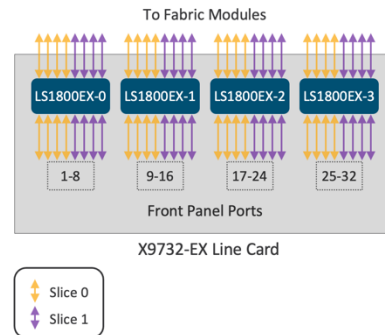 To Fabric Modules
LS1800EX-0 LS1800EX-1 LS1800EX-2 LS1800EX-3
1-8 9-16 17-24 25-32
Front Panel Ports
X9732-EX Line Card
Slice 0
Slice 1